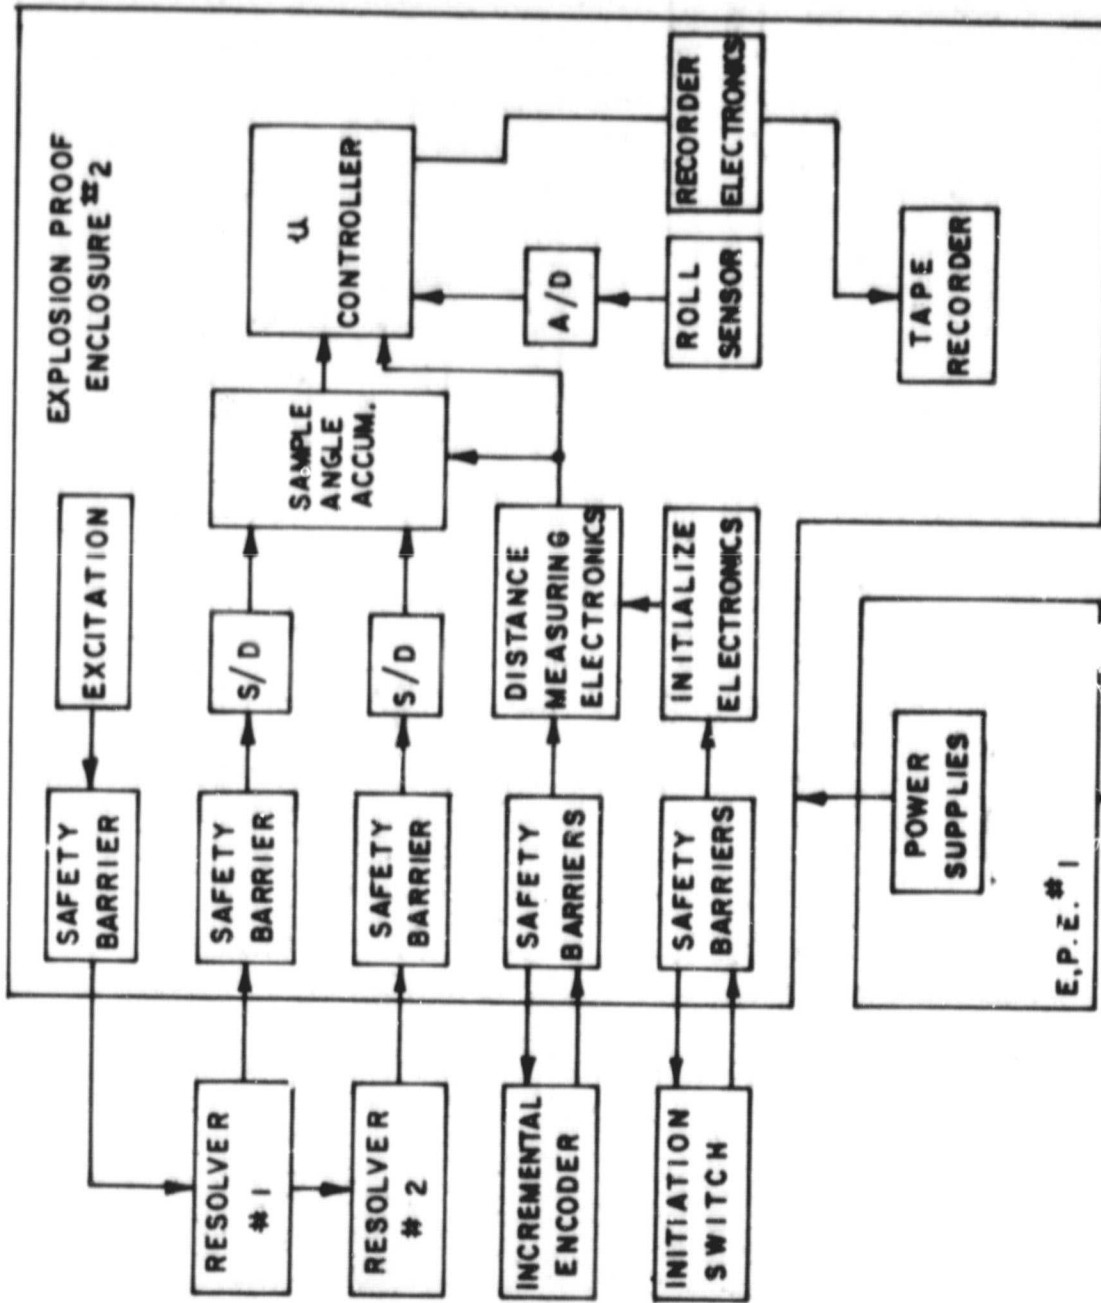 EXPLOSION PROOF
ENCLOSURE #2
EXCITATION
SAFETY
BARRIER
RESOLVER
# 1
SAFETY
BARRIER
S/D
SAMPLE
ANGLE
ACCUM.
u
CONTROLLER
RESOLVER
# 2
SAFETY
BARRIER
S/D
INCREMENTAL
ENCODER
SAFETY
BARRIERS
DISTANCE
MEASURING
ELECTRONICS
A/D
INITIATION
SWITCH
SAFETY
BARRIERS
INITIALIZE
ELECTRONICS
ROLL
SENSOR
RECORDER
ELECTRONICS
POWER
SUPPLIES
TAPE
RECORDER
E,P.E. #1